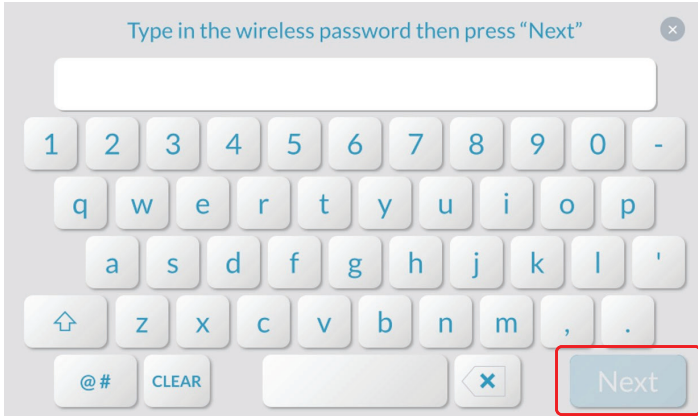 Type in the wireless password then press “Next”
1 2 3 4 5 6 7 8 9 0 -
q w e r t y u i o p
a s d f g h j k l '
z x c v b n m , .
@# CLEAR Next